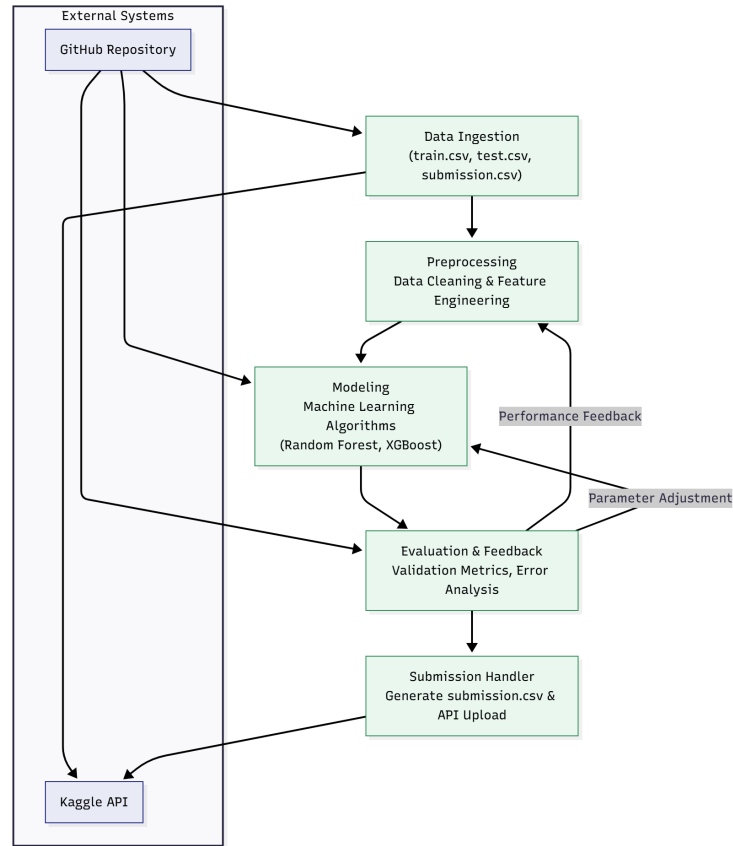 External Systems
GitHub Repository
Data Ingestion
(train.csv, test.csv,
submission.csv)
Preprocessing
Data Cleaning & Feature
Engineering
Modeling
Machine Learning
Algorithms
(Random Forest, XGBoost)
Performance Feedback
Parameter Adjustment
Evaluation & Feedback
Validation Metrics, Error
Analysis
Submission Handler
Generate submission.csv &
API Upload
Kaggle API